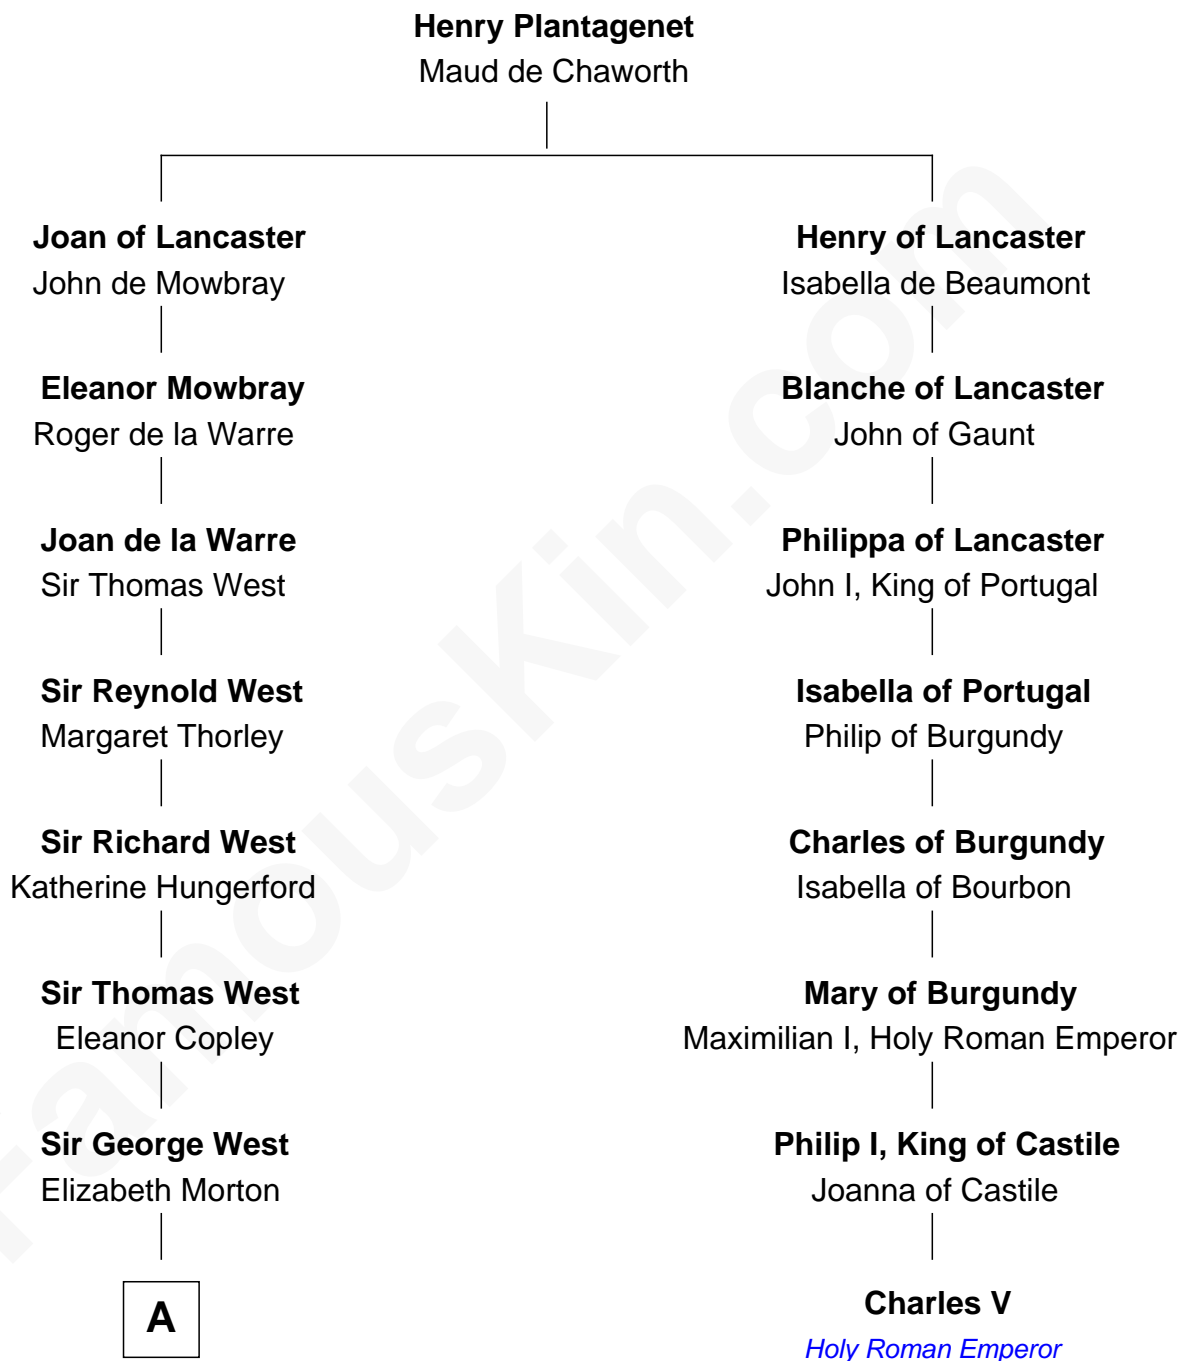 Henry Plantagenet
Maud de Chaworth
Joan of Lancaster
John de Mowbray
Henry of Lancaster
Isabella de Beaumont
Eleanor Mowbray
Roger de la Warre
Blanche of Lancaster
John of Gaunt
Joan de la Warre
Sir Thomas West
Philippa of Lancaster
John I, King of Portugal
Sir Reynold West
Margaret Thorley
Isabella of Portugal
Philip of Burgundy
Sir Richard West
Katherine Hungerford
Charles of Burgundy
Isabella of Bourbon
Sir Thomas West
Eleanor Copley
Mary of Burgundy
Maximilian I, Holy Roman Emperor
Sir George West
Elizabeth Morton
Philip I, King of Castile
Joanna of Castile
A
Charles V
Holy Roman Emperor
FamousKin.com